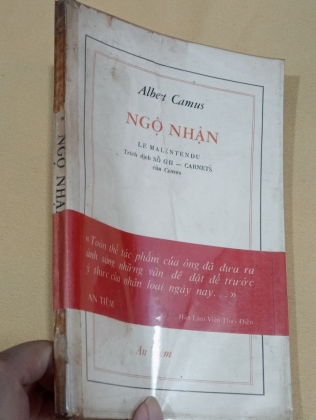 Albert Camus
NGỘ NHẬN
LE MALENTENDU
Trích dịch SỔ GHI — CARNETS
của Camus
«Toàn thể tác phẩm của ông đã đưa ra
ánh sáng những vấn đề đặt để trước
ý thức của nhân loại ngày nay...»
AN TIÊM
Hàn Lâm Viện Thụy Điển
An Tiêm
NGỘ NHẬ